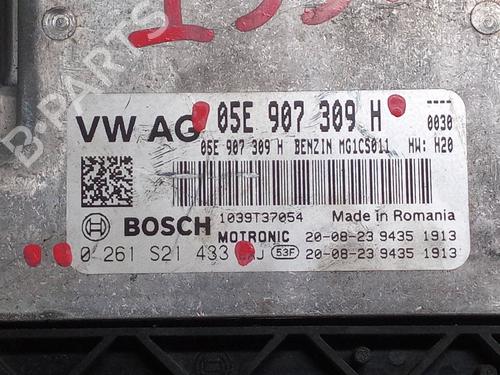 B-PARTS
VW AG 05E 907 309 H
05E 907 309 H BENZIN MG1CS011 HW: H20
0030
BOSCH
1039T37054 Made in Romania
MOTRONIC 20-08-23 9435 1913
0 261 S21 433 53F 20-08-23 9435 1913